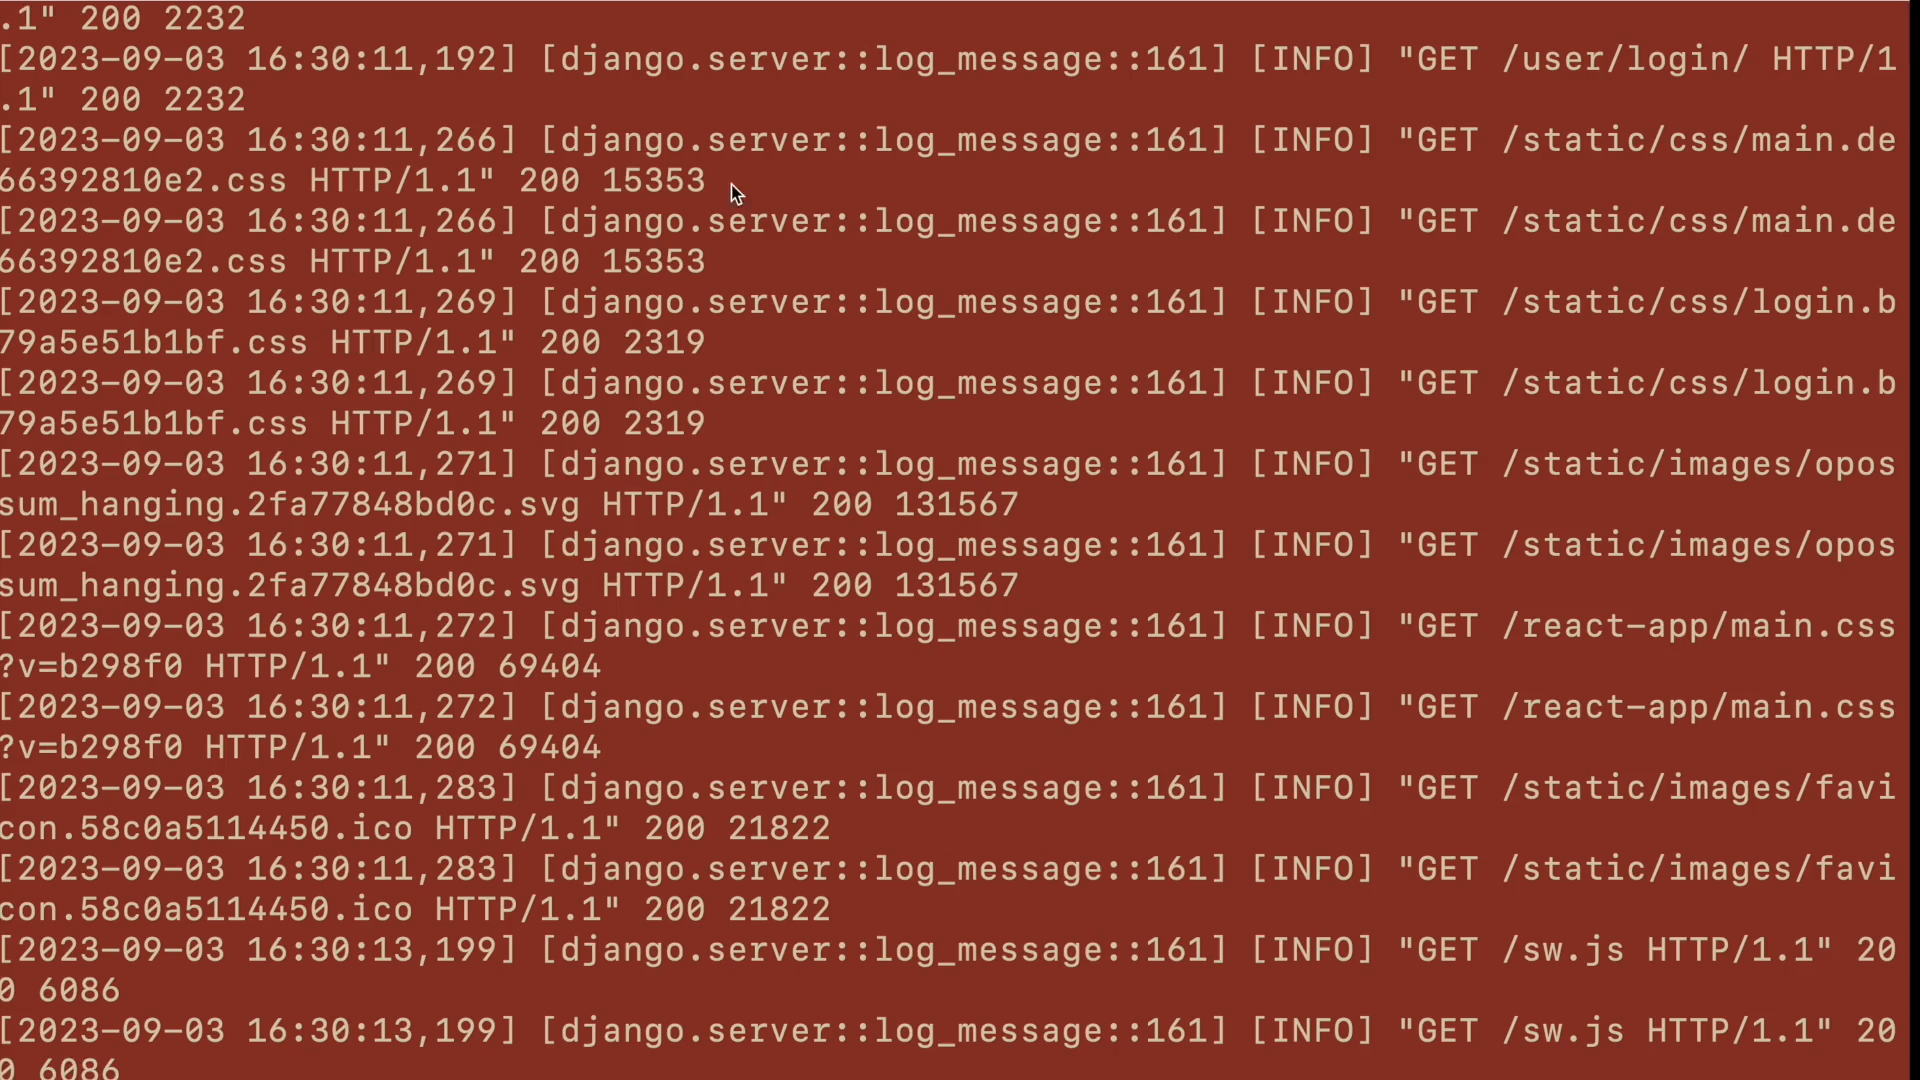 .1" 200 2232
[2023-09-03 16:30:11,192] [django.server::log_message::161] [INFO] "GET /user/login/ HTTP/1
.1" 200 2232
[2023-09-03 16:30:11,266] [django.server::log_message::161] [INFO] "GET /static/css/main.de
66392810e2.css HTTP/1.1" 200 15353
[2023-09-03 16:30:11,266] [django.server::log_message::161] [INFO] "GET /static/css/main.de
66392810e2.css HTTP/1.1" 200 15353
[2023-09-03 16:30:11,269] [django.server::log_message::161] [INFO] "GET /static/css/login.b
79a5e51b1bf.css HTTP/1.1" 200 2319
[2023-09-03 16:30:11,269] [django.server::log_message::161] [INFO] "GET /static/css/login.b
79a5e51b1bf.css HTTP/1.1" 200 2319
[2023-09-03 16:30:11,271] [django.server::log_message::161] [INFO] "GET /static/images/opos
sum_hanging.2fa77848bd0c.svg HTTP/1.1" 200 131567
[2023-09-03 16:30:11,271] [django.server::log_message::161] [INFO] "GET /static/images/opos
sum_hanging.2fa77848bd0c.svg HTTP/1.1" 200 131567
[2023-09-03 16:30:11,272] [django.server::log_message::161] [INFO] "GET /react-app/main.css
?v=b298f0 HTTP/1.1" 200 69404
[2023-09-03 16:30:11,272] [django.server::log_message::161] [INFO] "GET /react-app/main.css
?v=b298f0 HTTP/1.1" 200 69404
[2023-09-03 16:30:11,283] [django.server::log_message::161] [INFO] "GET /static/images/favi
con.58c0a5114450.ico HTTP/1.1" 200 21822
[2023-09-03 16:30:11,283] [django.server::log_message::161] [INFO] "GET /static/images/favi
con.58c0a5114450.ico HTTP/1.1" 200 21822
[2023-09-03 16:30:13,199] [django.server::log_message::161] [INFO] "GET /sw.js HTTP/1.1" 20
0 6086
[2023-09-03 16:30:13,199] [django.server::log_message::161] [INFO] "GET /sw.js HTTP/1.1" 20
0 6086